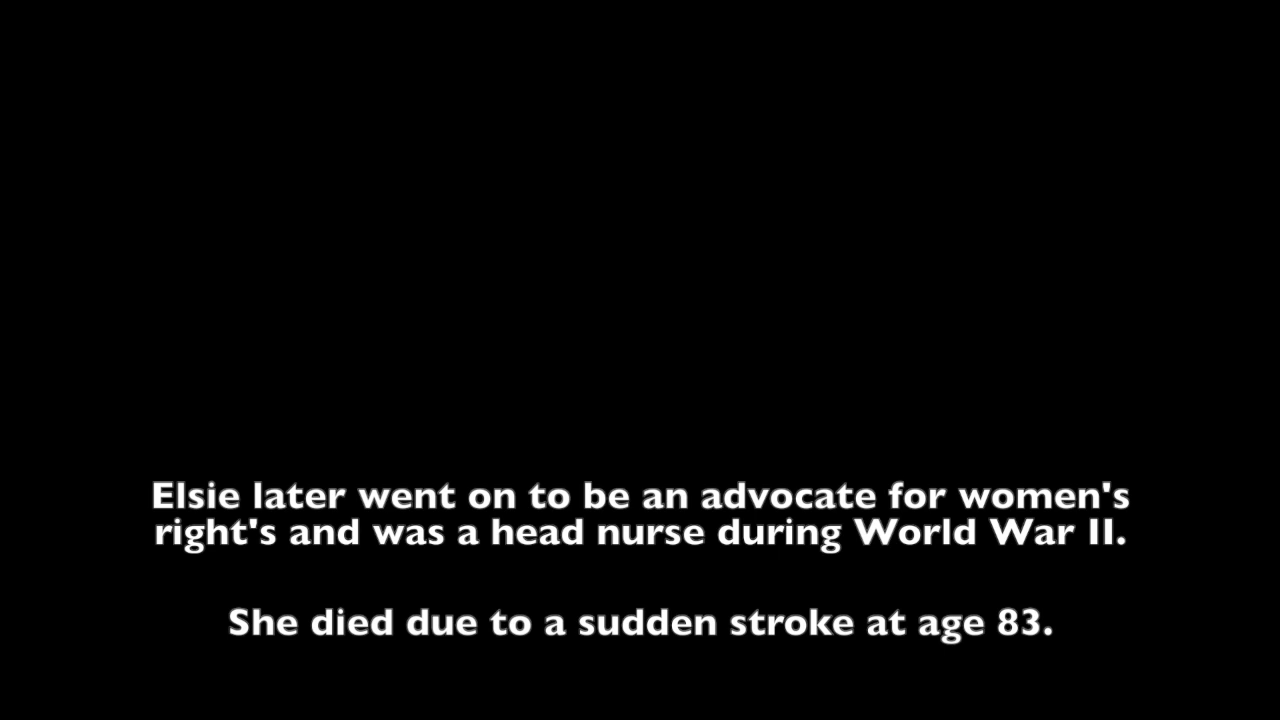 Elsie later went on to be an advocate for women's
right's and was a head nurse during World War II.
She died due to a sudden stroke at age 83.